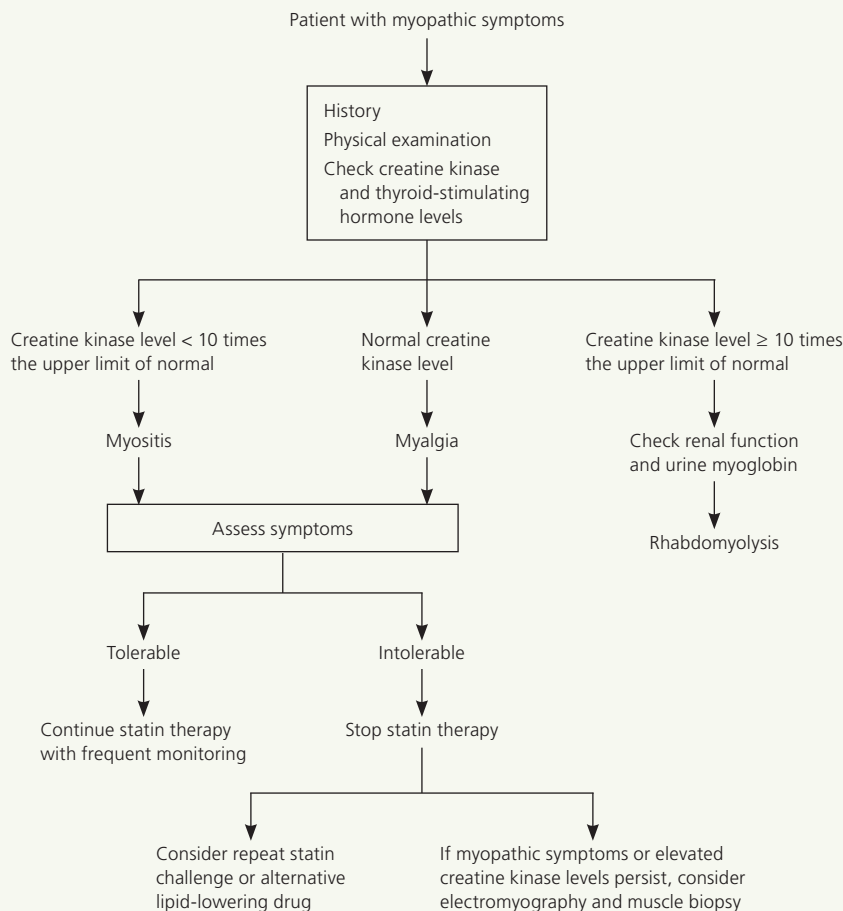 Patient with myopathic symptoms
History
Physical examination
Check creatine kinase
and thyroid-stimulating
hormone levels
Creatine kinase level < 10 times
the upper limit of normal
Normal creatine
kinase level
Creatine kinase level ≥ 10 times
the upper limit of normal
Myositis
Myalgia
Check renal function
and urine myoglobin
Assess symptoms
Rhabdomyolysis
Tolerable
Intolerable
Continue statin therapy
with frequent monitoring
Stop statin therapy
Consider repeat statin
challenge or alternative
lipid-lowering drug
If myopathic symptoms or elevated
creatine kinase levels persist, consider
electromyography and muscle biopsy